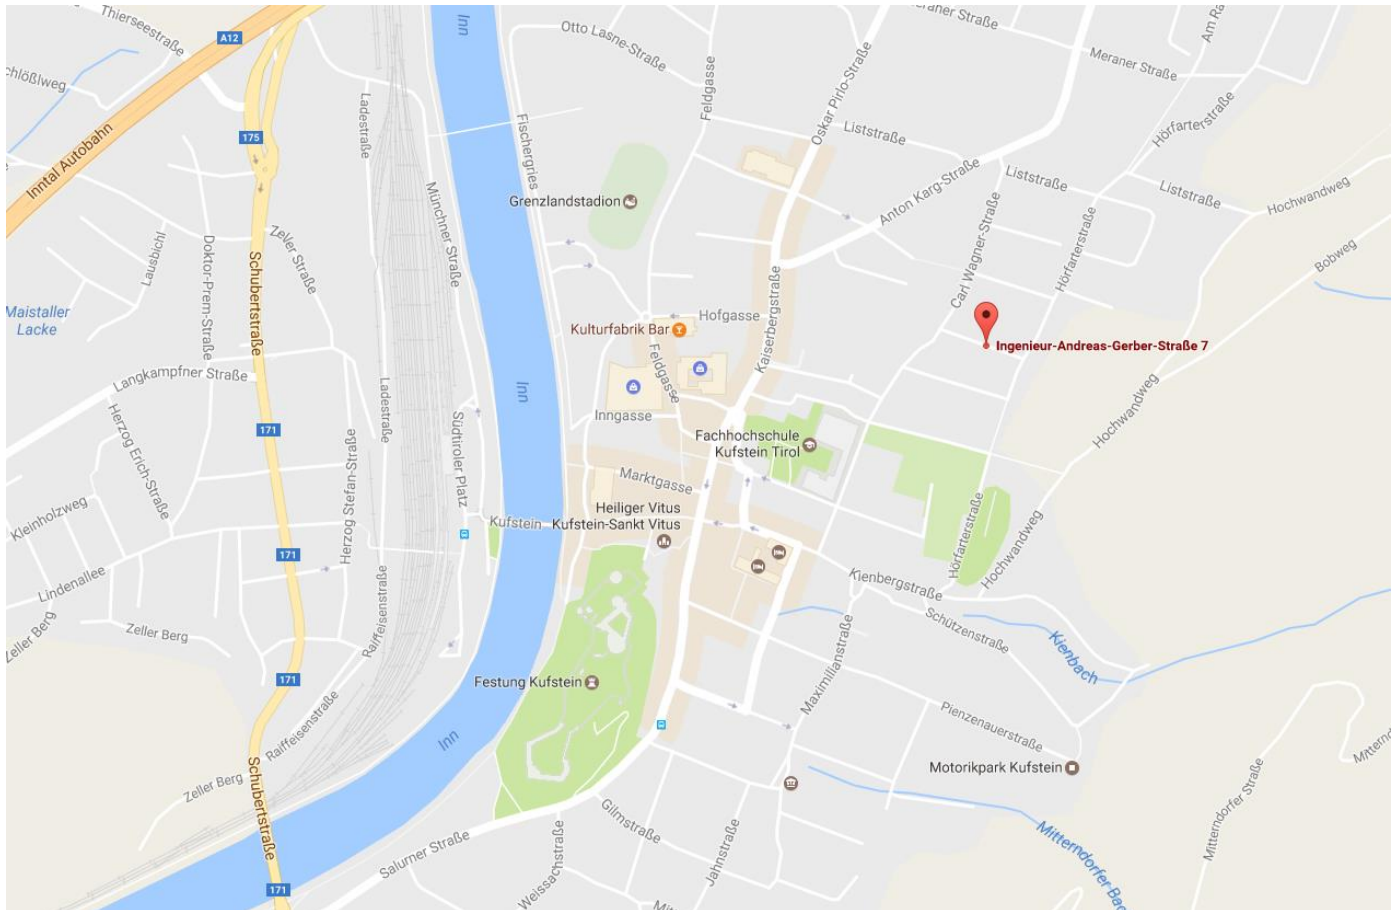 Thierseestraße
A12
Inn
Otto Lasne-Straße
Feldgasse
Oskar Pirlo-Straße
Meraner Straße
Am Ra
chlößlweg
Ladestraße
Fischergries
Liststraße
Hörfarterstraße
175
Inntal Autobahn
Münchner Straße
Grenzlandstadion
Anton Karg-Straße
Liststraße
Liststraße
Hochwandweg
Lausbichl
Doktor-Prem-Straße
Zeller Straße
Schubertstraße
Carl Wagner-Straße
Hörfarterstraße
Bobweg
Maistaller
Lacke
Kulturfabrik Bar
Hofgasse
Kaiserbergstraße
Ingenieur-Andreas-Gerber-Straße 7
Feldgasse
Langkampfner Straße
Ladestraße
Inn
Inngasse
Hochwandweg
Herzog Erich-Straße
171
Südtiroler Platz
Fachhochschule
Kufstein Tirol
Herzog Stefan-Straße
Marktgasse
Kleinholzweg
Heiliger Vitus
Kufstein-Sankt Vitus
Kufstein
Hörfarterstraße
Hochwandweg
171
Lindenallee
Kienbergstraße
Zeller Berg
Zeller Berg
Raiffeisenstraße
Schützenstraße
Kienbach
Maximilianstraße
Festung Kufstein
171
Pienzenauerstraße
Inn
Raiffeisenstraße
Motorikpark Kufstein
Zeller Berg
Schubertstraße
Gilmstraße
Mitterndorfer Straße
Salurner Straße
Jahnstraße
Mitterndorfer Bac
171
Weissachstraße